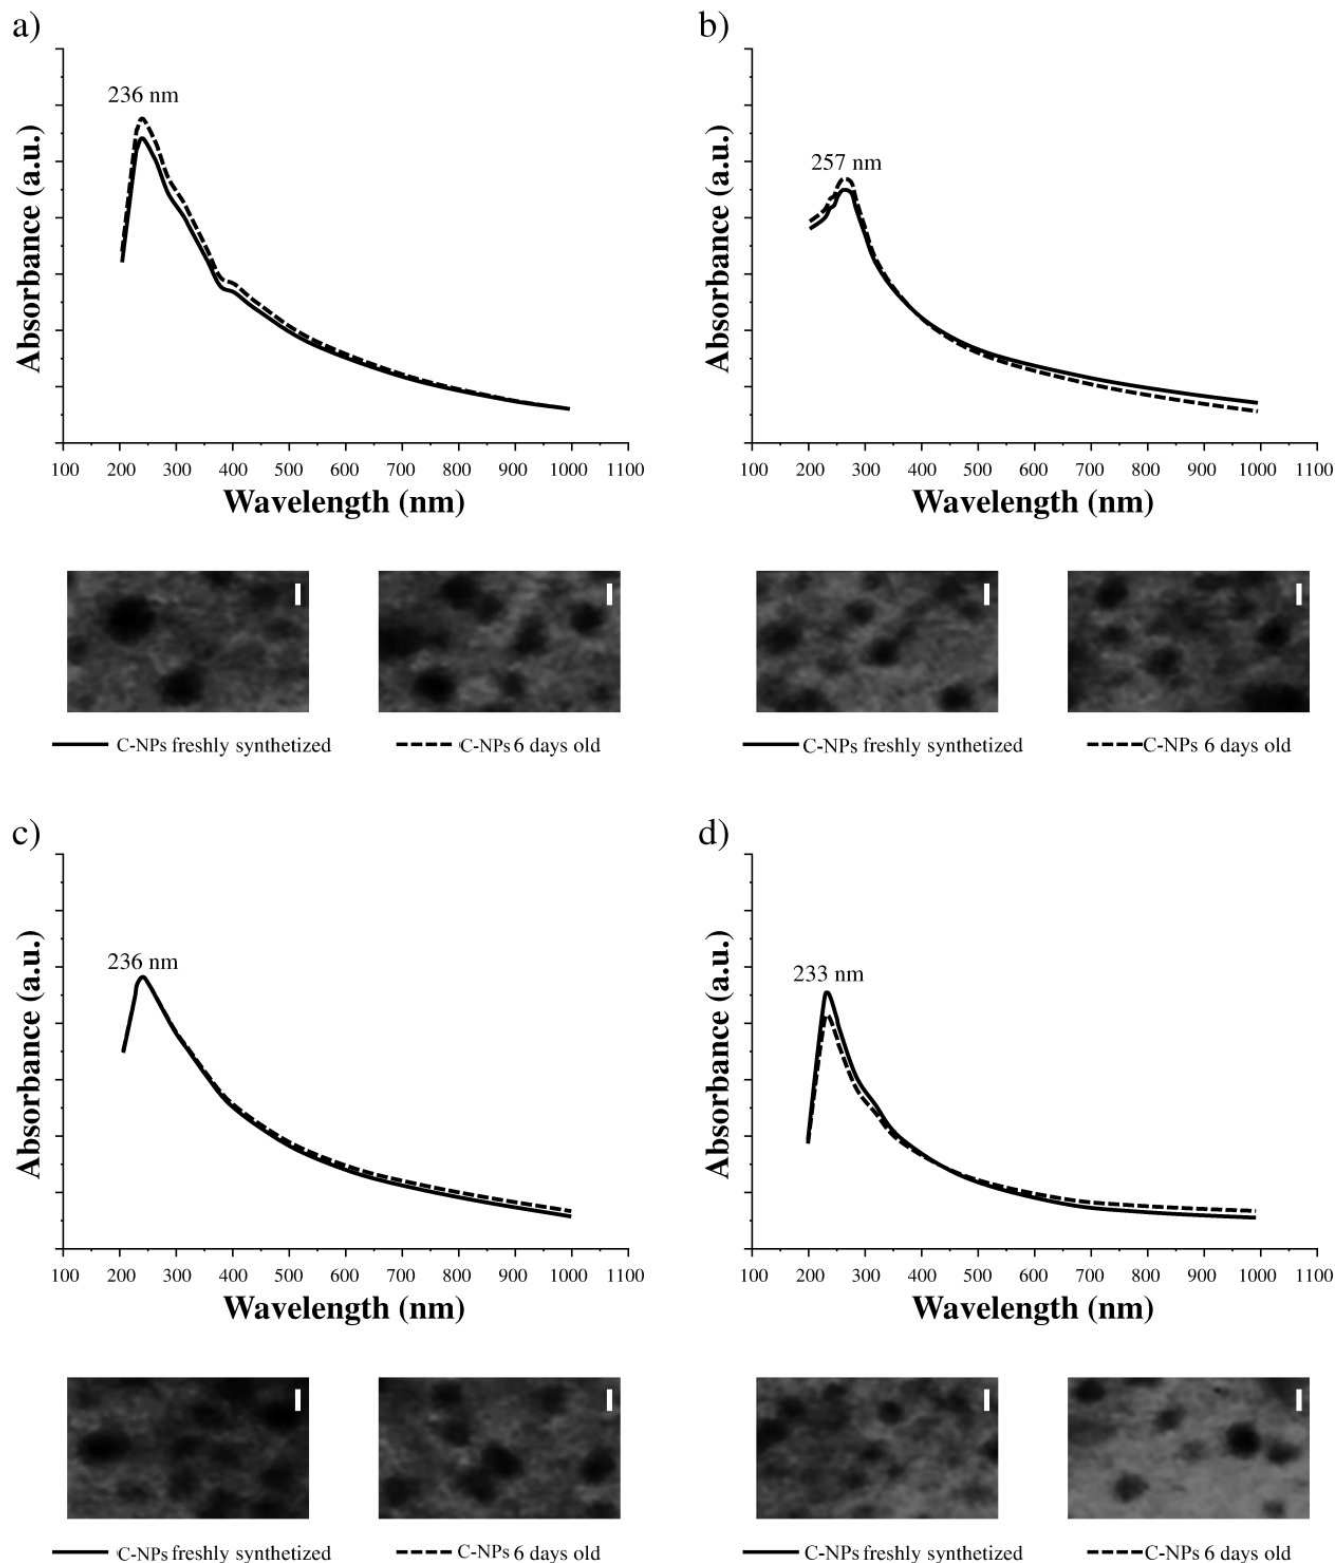 a)
236 nm
Absorbance (a.u.)
100 200 300 400 500 600 700 800 900 1000 1100
Wavelength (nm)
C-NPs freshly synthetized
C-NPs 6 days old
b)
257 nm
Absorbance (a.u.)
100 200 300 400 500 600 700 800 900 1000 1100
Wavelength (nm)
C-NPs freshly synthetized
C-NPs 6 days old
c)
236 nm
Absorbance (a.u.)
100 200 300 400 500 600 700 800 900 1000 1100
Wavelength (nm)
C-NPs freshly synthetized
C-NPs 6 days old
d)
233 nm
Absorbance (a.u.)
100 200 300 400 500 600 700 800 900 1000 1100
Wavelength (nm)
C-NPs freshly synthetized
C-NPs 6 days old